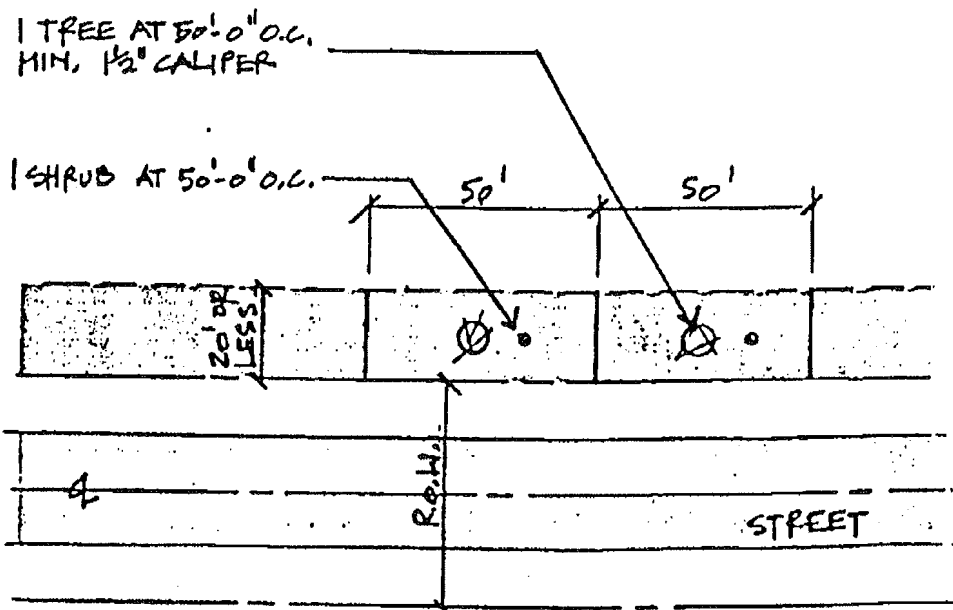 1 TREE AT 50'-0" O.C.
MIN. 1½" CALIPER
1 SHRUB AT 50'-0" O.C.
50'
50'
20' OR
LESS
R.O.W.
℄
STREET